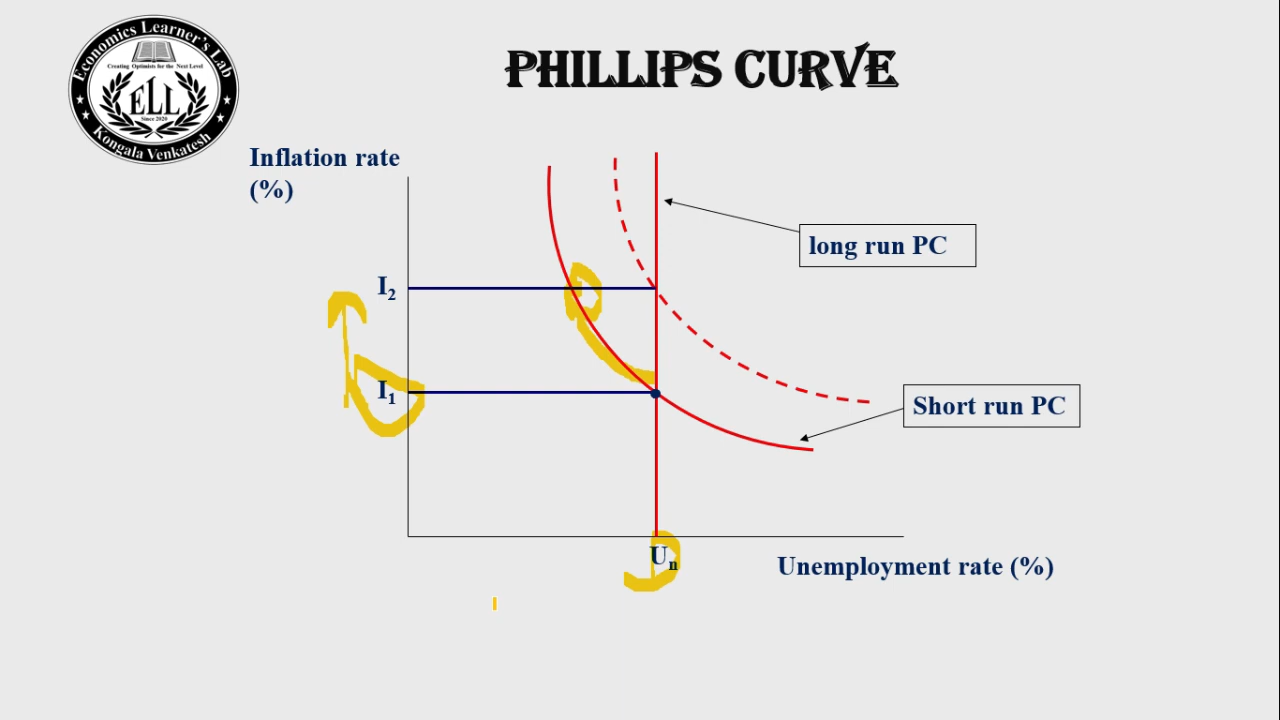 Economics Learner's Lab
Creating Optimists for the Next Level
ELL
Since 2020
Kongala Venkatesh
PHILLIPS CURVE
Inflation rate
(%)
long run PC
I2
I1
Short run PC
Un
Unemployment rate (%)